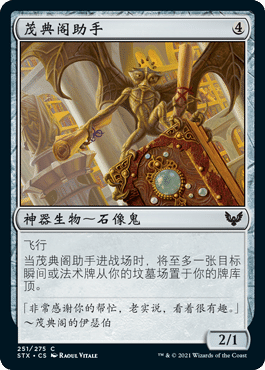 茂典阁助手 4
神器生物～石像鬼
飞行
当茂典阁助手进战场时，将至多一张目标
瞬间或法术牌从你的坟墓场置于你的牌库
顶。
「非常感谢你的帮忙，老实说，看着很有趣。」
～茂典阁的伊瑟伯
2/1
251/275 C
STX • CS Raoul Vitale
™ & © 2021 Wizards of the Coast